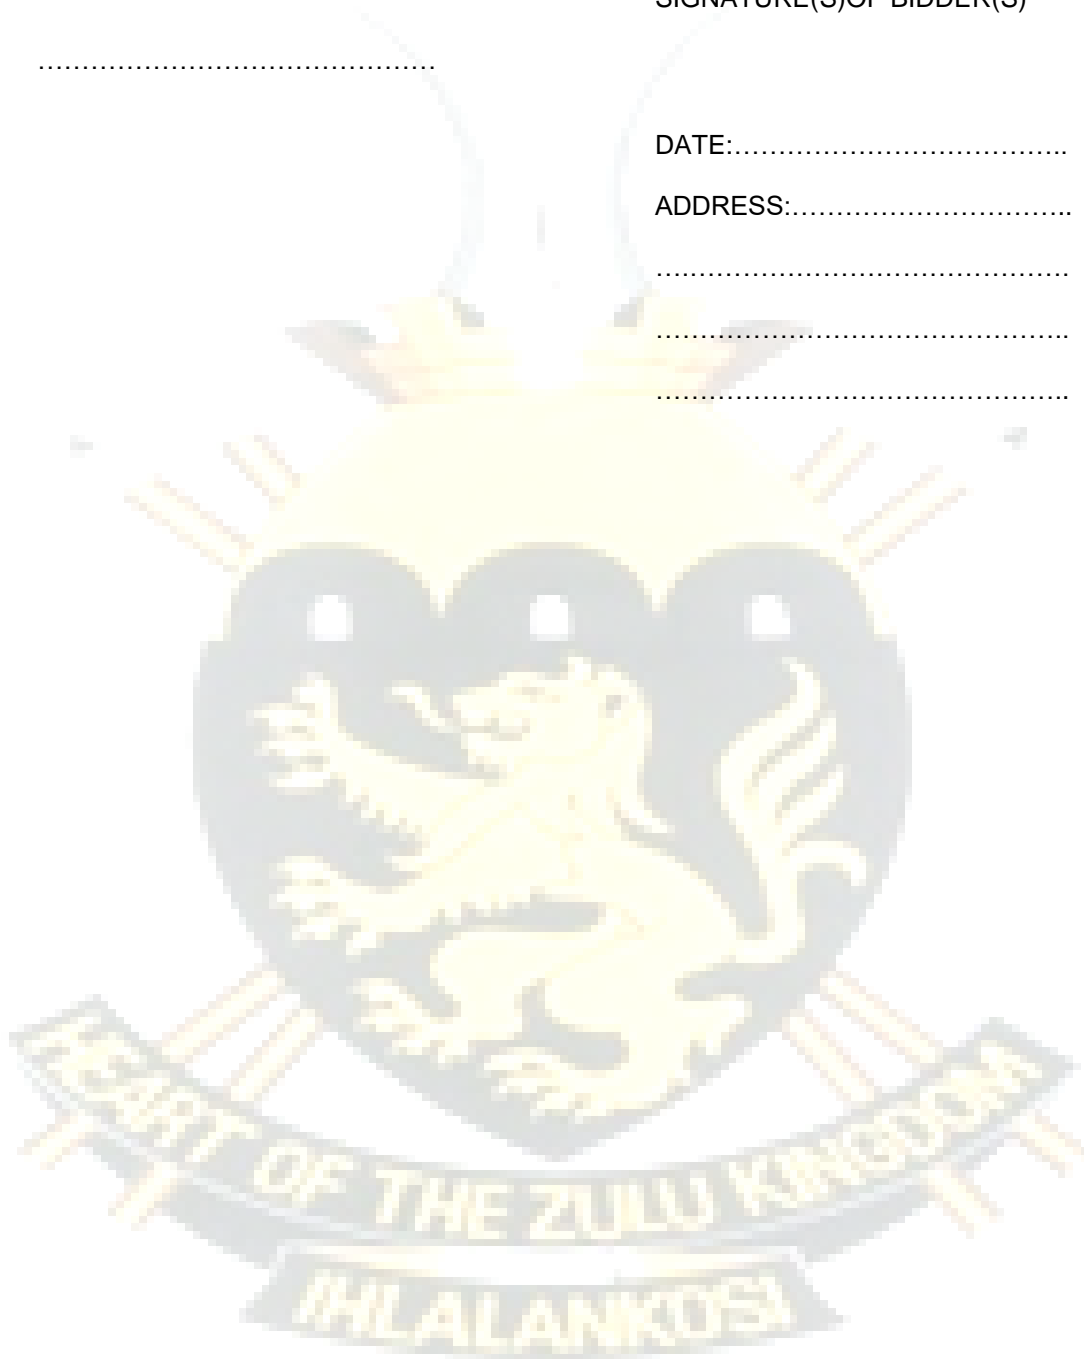 SIGNATURE(S)OF BIDDER(S)
…………………………………………
DATE:………………………………..
ADDRESS:…………………………..
….…………………………………….
………………………………………..
………………………………………..
HEART OF THE ZULU KINGDOM
IHLALANKOSI